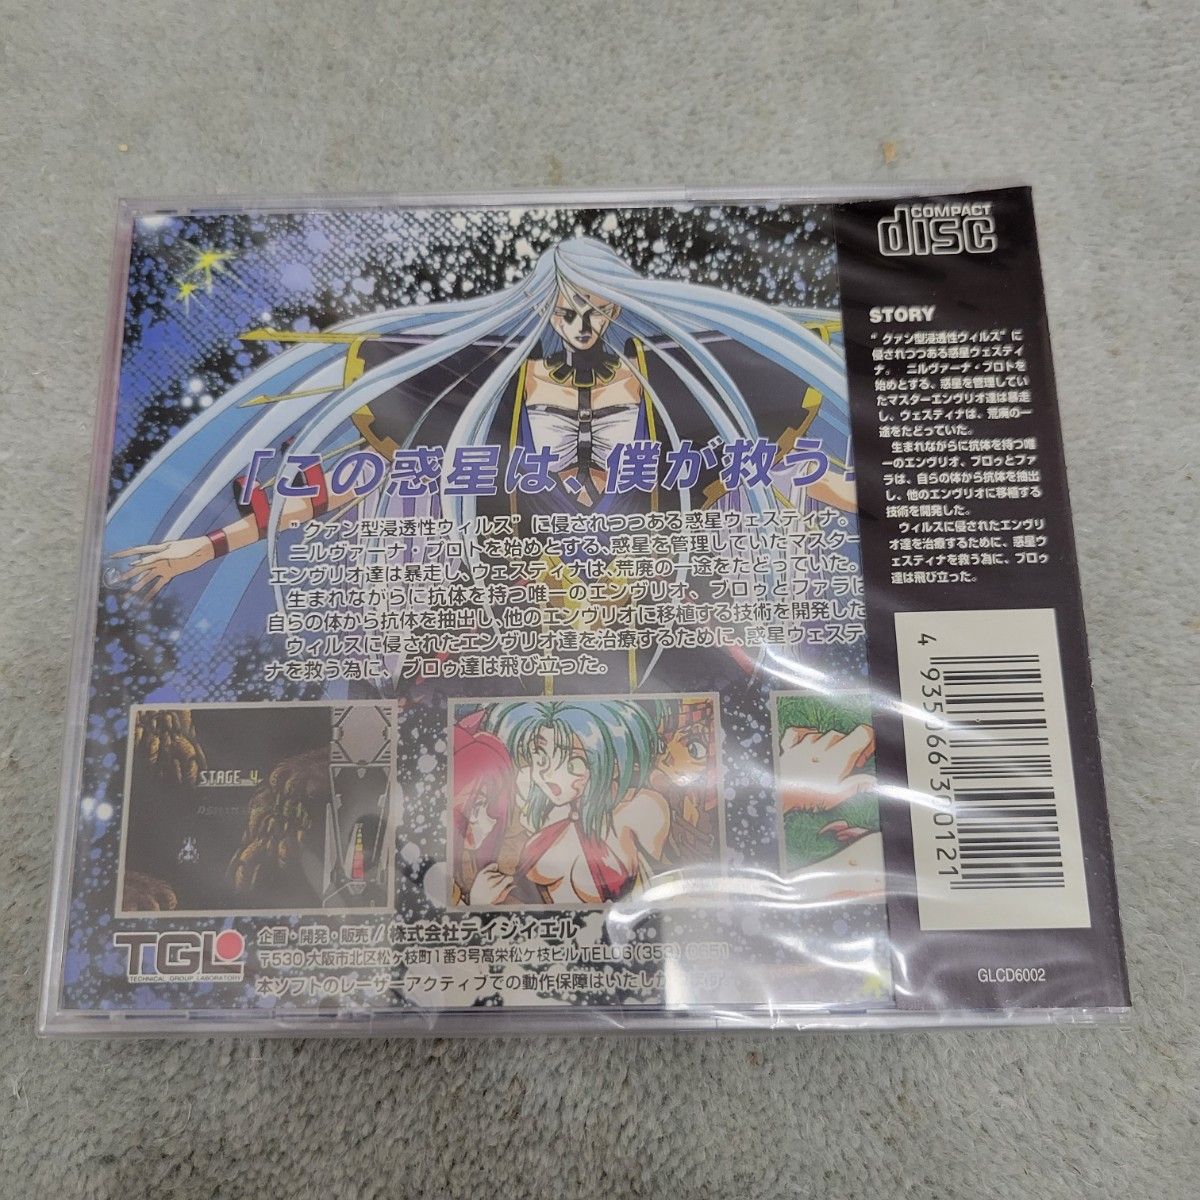 「この惑星は、僕が救う！
”クァン型浸透性ウィルス”に侵されつつある惑星ウェスティナ。
ニルヴァーナ・プロトを始めとする、惑星を管理していたマスター
エンヴリオ達は暴走し、ウェスティナは、荒廃の一途をたどっていた。
生まれながらに抗体を持つ唯一のエンヴリオ、ブロゥとファラは
自らの体から抗体を抽出し、他のエンヴリオに移植する技術を開発した
ウィルスに侵されたエンヴリオ達を治療するために、惑星ウェステ
ナを救う為に、ブロゥ達は飛び立った。
STAGE 4
TGL
TECHNICAL GROUP LABORATORY
企画・開発・販売／株式会社テイジイエル
〒530 大阪市北区松ヶ枝町1番3号高栄松ケ枝ビルTEL06(353)0651
本ソフトのレーザーアクティブでの動作保障はいたしか
COMPACT
disc
STORY
”クァン型浸透性ウィルス”に
侵されつつある惑星ウェスティ
ナ。ニルヴァーナ・プロトを
始めとする、惑星を管理してい
たマスターエンヴリオ達は暴走
し、ウェスティナは、荒廃の一
途をたどっていた。
生まれながらに抗体を持つ唯
一のエンヴリオ、ブロゥとファ
ラは、自らの体から抗体を抽出
し、他のエンヴリオに移植する
技術を開発した。
ウィルスに侵されたエンヴリ
オ達を治療するために、惑星ウ
ェスティナを救う為に、ブロゥ
達は飛び立った。
4 935066 300121
GLCD6002